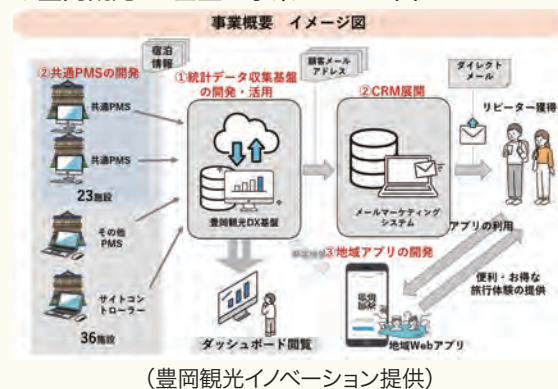 事業概要 イメージ図
②共通PMSの開発
宿泊
情報
①統計データ収集基盤
の開発・活用
顧客メール
アドレス
②CRM展開
ダイレクト
メール
リピーター獲得
共通PMS
共通PMS
23施設
その他
PMS
サイトコン
トローラー
36施設
豊岡観光DX基盤
メールマーケティング
システム
アプリの利用
③地域アプリの開発
便利・お得な
旅行体験の提供
ダッシュボード閲覧
地域Webアプリ
(豊岡観光イノベーション提供)